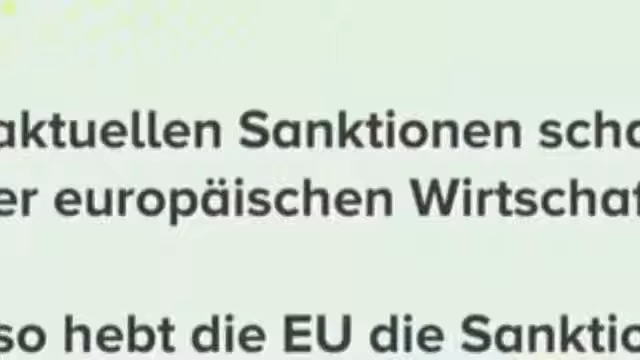 aktuellen Sanktionen scha
er europäischen Wirtschaf
so hebt die EU die Sanktio